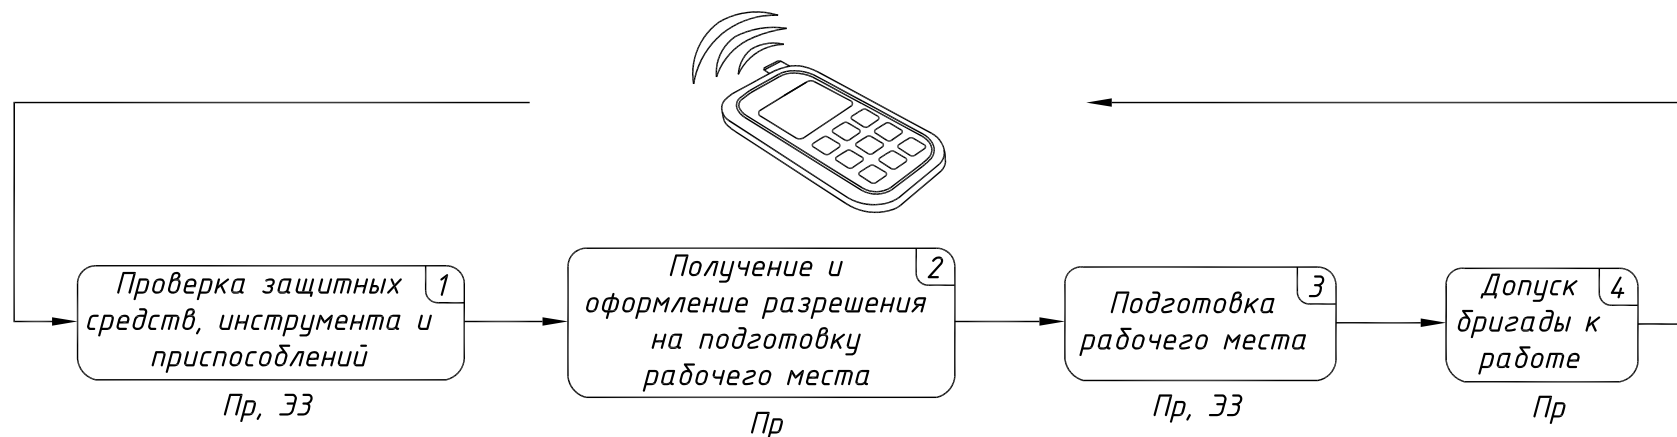 Проверка защитных
средств, инструмента и
приспособлений
1
Пр, ЭЗ
Получение и
оформление разрешения
на подготовку
рабочего места
2
Пр
Подготовка
рабочего места
3
Пр, ЭЗ
Допуск
бригады к
работе
4
Пр